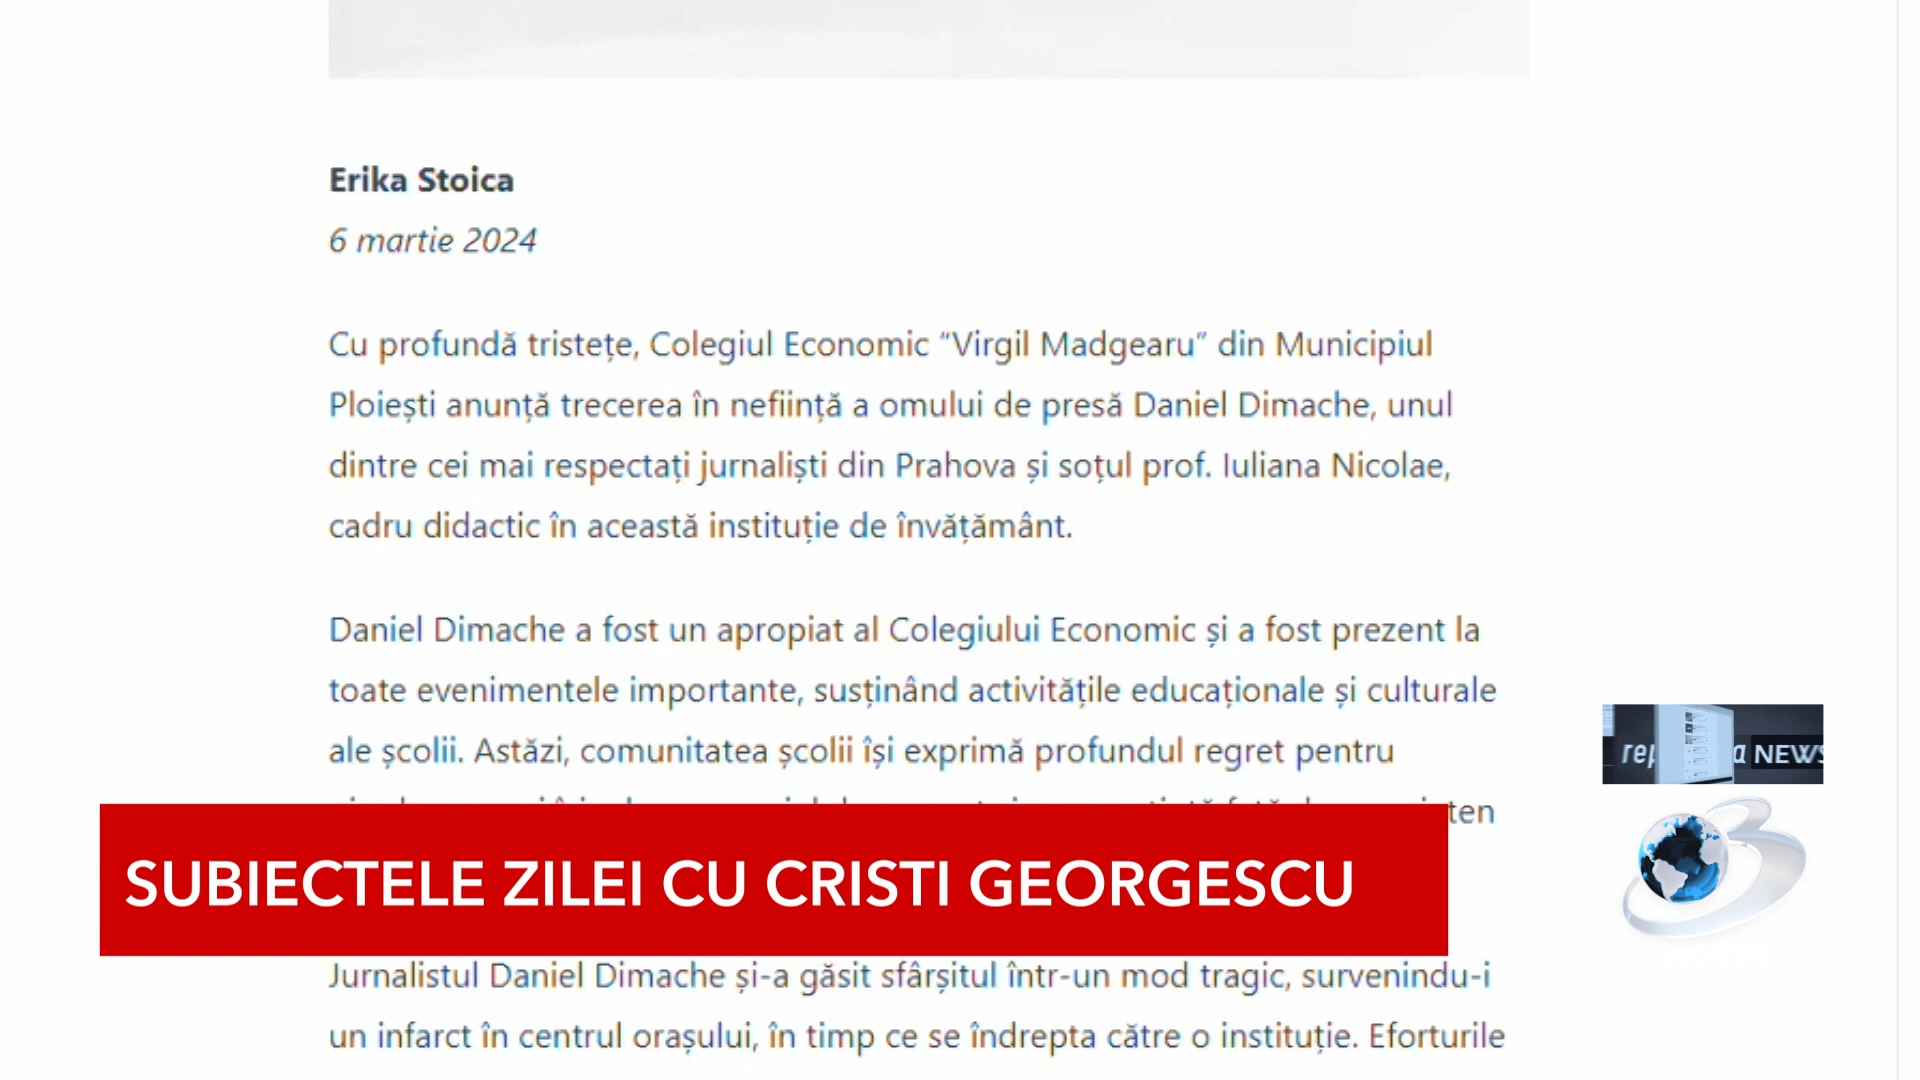 Erika Stoica
6 martie 2024
Cu profundă tristețe, Colegiul Economic “Virgil Madgearu” din Municipiul
Ploiești anunță trecerea în neființă a omului de presă Daniel Dimache, unul
dintre cei mai respectați jurnaliști din Prahova și soțul prof. Iuliana Nicolae,
cadru didactic în această instituție de învățământ.
Daniel Dimache a fost un apropiat al Colegiului Economic și a fost prezent la
toate evenimentele importante, susținând activitățile educaționale și culturale
ale școlii. Astăzi, comunitatea școlii își exprimă profundul regret pentru
NEWS
SUBIECTELE ZILEI CU CRISTI GEORGESCU
Jurnalistul Daniel Dimache și-a găsit sfârșitul într-un mod tragic, survenindu-i
un infarct în centrul orașului, în timp ce se îndrepta către o instituție. Eforturile